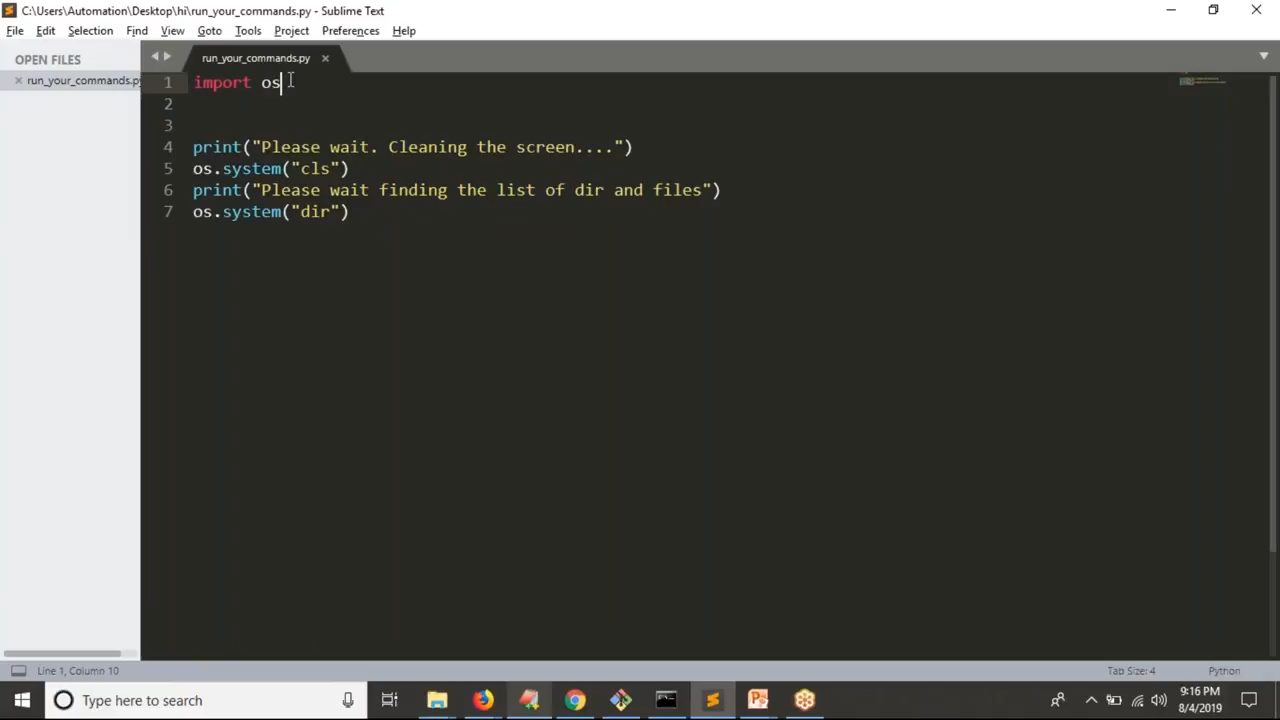 C:\Users\Automation\Desktop\hi\run_your_commands.py - Sublime Text
File Edit Selection Find View Goto Tools Project Preferences Help
OPEN FILES
run_your_commands.py
run_your_commands.py
1 import os
2
3
4 print("Please wait. Cleaning the screen....")
5 os.system("cls")
6 print("Please wait finding the list of dir and files")
7 os.system("dir")
Line 1, Column 10
Tab Size: 4
Python
Type here to search
9:16 PM
8/4/2019